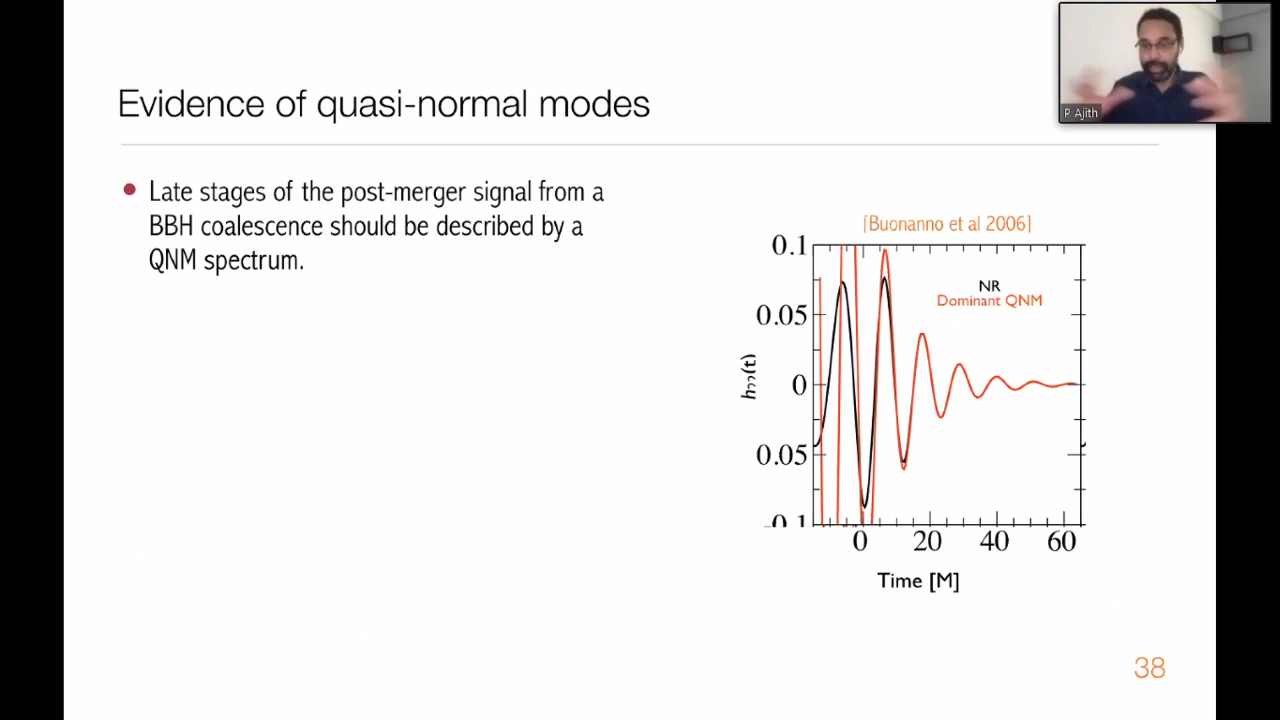 P Ajith
Evidence of quasi-normal modes
Late stages of the post-merger signal from a
BBH coalescence should be described by a
QNM spectrum.
[Buonanno et al 2006]
NR
Dominant QNM
0.1
0.05
0
0.05
-0.1
h22(t)
0 20 40 60
Time [M]
38